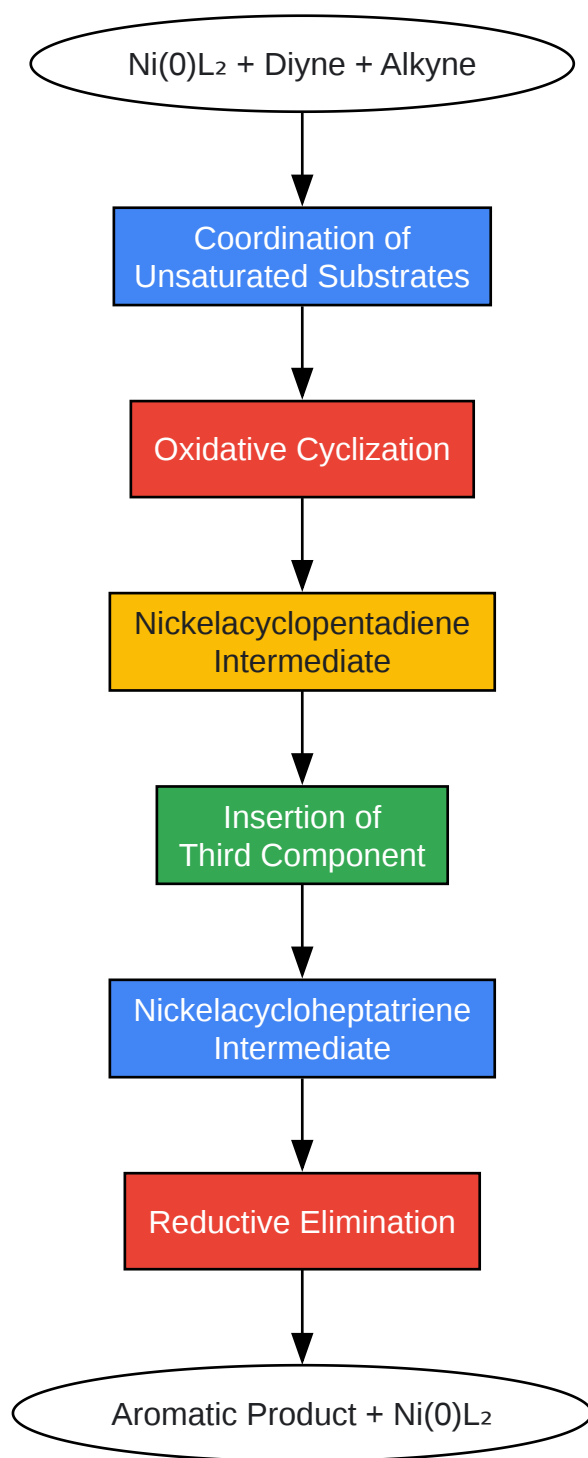 Ni(0)L₂ + Diyne + Alkyne
Coordination of
Unsaturated Substrates
Oxidative Cyclization
Nickelacyclopentadiene
Intermediate
Insertion of
Third Component
Nickelacycloheptatriene
Intermediate
Reductive Elimination
Aromatic Product + Ni(0)L₂